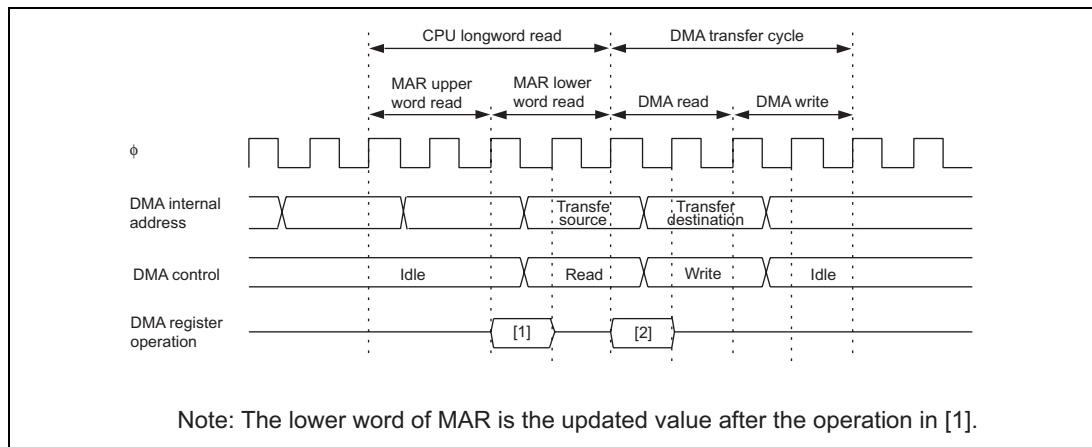 CPU longword read DMA transfer cycle
MAR upper MAR lower
word read word read DMA read DMA write
ϕ
DMA internal
address
Transfe Transfer
source destination
DMA control Idle Read Write Idle
DMA register
operation
[1] [2]
Note: The lower word of MAR is the updated value after the operation in [1].